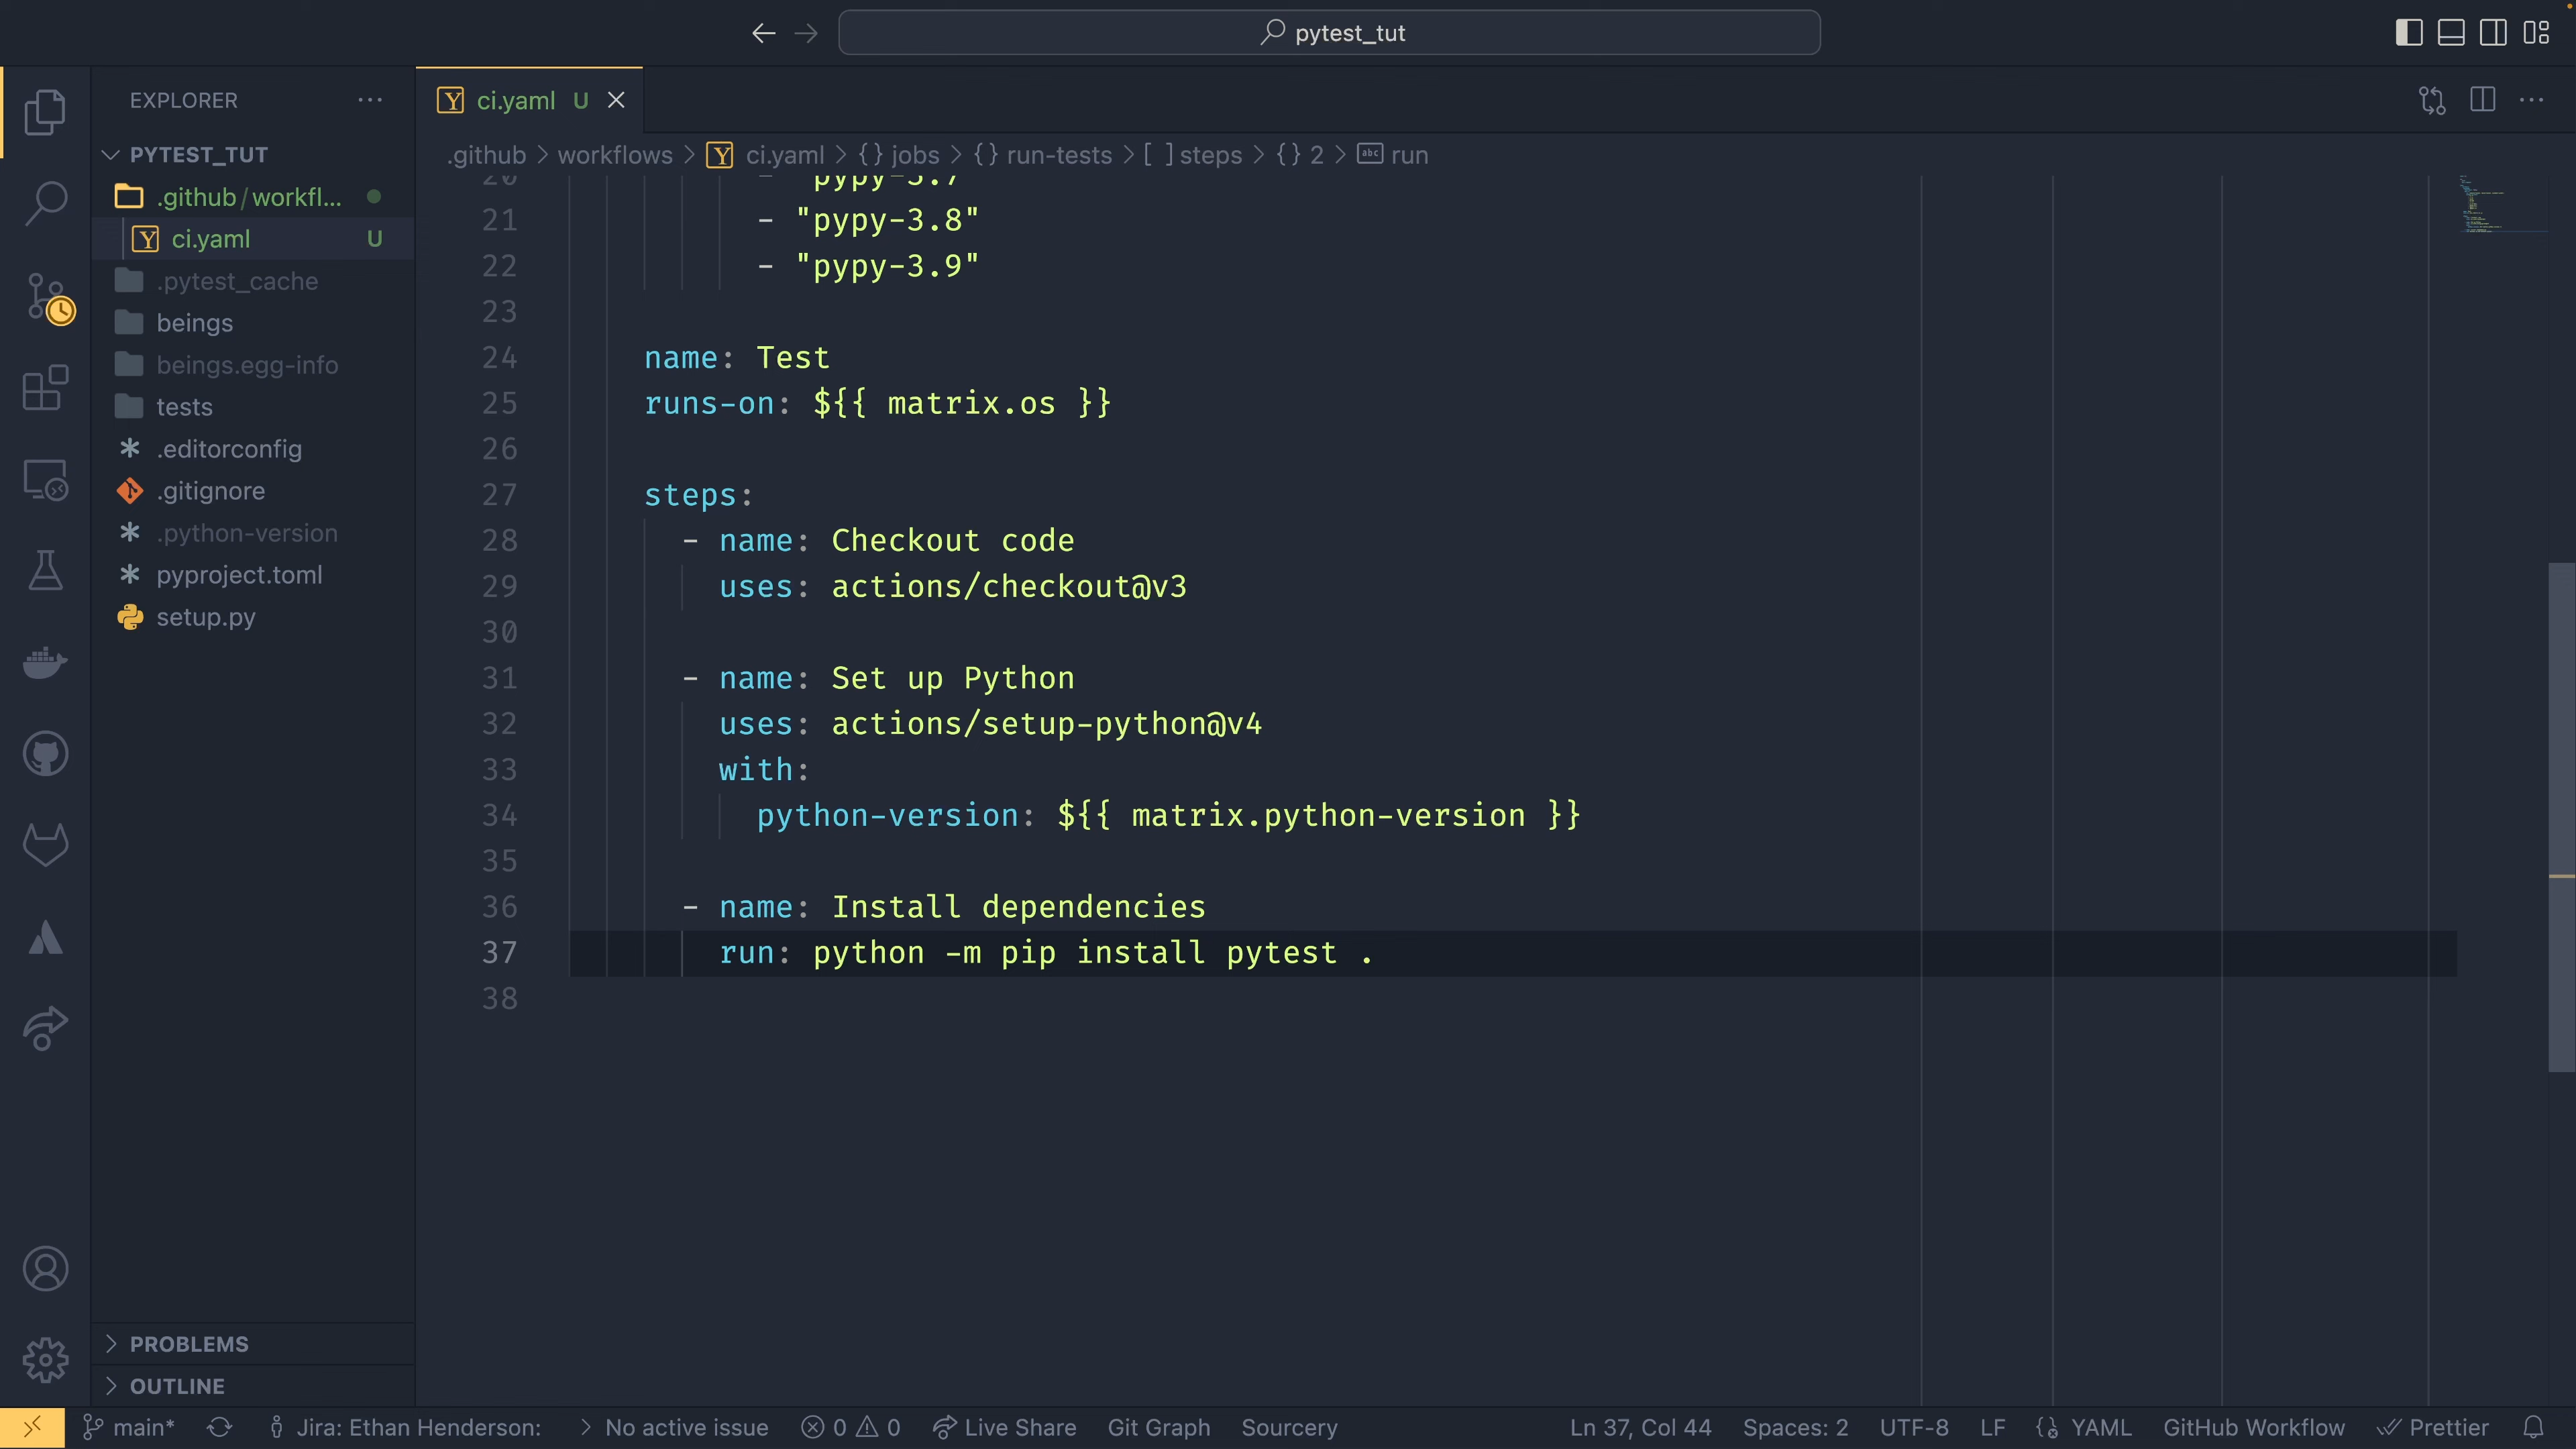 pytest_tut
EXPLORER
ci.yaml U
PYTEST_TUT
.github/workfl...
ci.yaml U
.pytest_cache
beings
beings.egg-info
tests
.editorconfig
.gitignore
.python-version
pyproject.toml
setup.py
PROBLEMS
OUTLINE
.github > workflows > ci.yaml > {} jobs > {} run-tests > [ ] steps > {} 2 > abc run
20 - "pypy-3.7"
21 - "pypy-3.8"
22 - "pypy-3.9"
23
24 name: Test
25 runs-on: ${{ matrix.os }}
26
27 steps:
28 - name: Checkout code
29 uses: actions/checkout@v3
30
31 - name: Set up Python
32 uses: actions/setup-python@v4
33 with:
34 python-version: ${{ matrix.python-version }}
35
36 - name: Install dependencies
37 run: python -m pip install pytest .
38
main* Jira: Ethan Henderson: > No active issue 0 0 Live Share Git Graph Sourcery Ln 37, Col 44 Spaces: 2 UTF-8 LF YAML GitHub Workflow Prettier